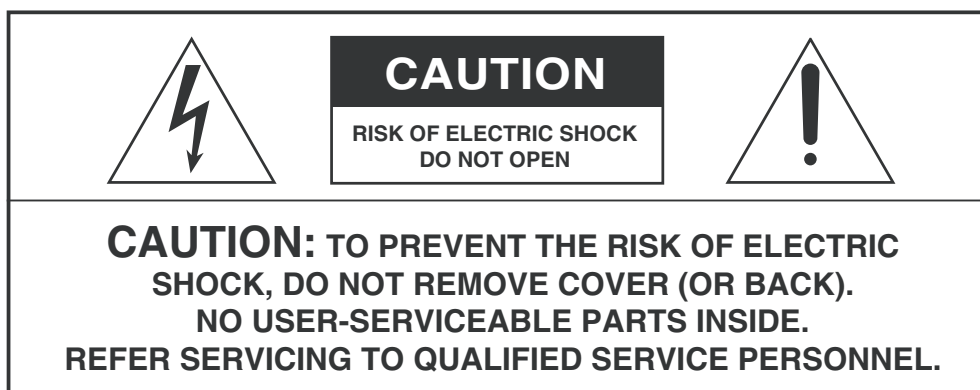 CAUTION
RISK OF ELECTRIC SHOCK
DO NOT OPEN
CAUTION: TO PREVENT THE RISK OF ELECTRIC
SHOCK, DO NOT REMOVE COVER (OR BACK).
NO USER-SERVICEABLE PARTS INSIDE.
REFER SERVICING TO QUALIFIED SERVICE PERSONNEL.